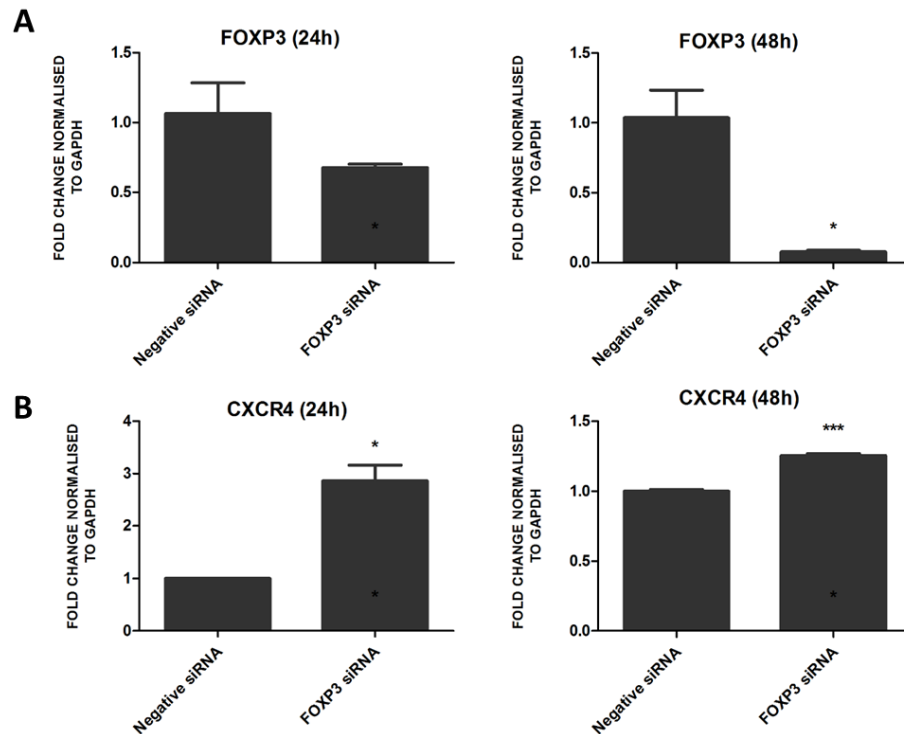 A
FOXP3 (24h)
FOLD CHANGE NORMALISED
TO GAPDH
1.5
1.0
0.5
0.0
*
Negative siRNA
FOXP3 siRNA
FOXP3 (48h)
FOLD CHANGE NORMALISED
TO GAPDH
1.5
1.0
0.5
0.0
*
Negative siRNA
FOXP3 siRNA
B
CXCR4 (24h)
FOLD CHANGE NORMALISED
TO GAPDH
4
3
2
1
0
*
*
Negative siRNA
FOXP3 siRNA
CXCR4 (48h)
FOLD CHANGE NORMALISED
TO GAPDH
1.5
1.0
0.5
0.0
***
*
Negative siRNA
FOXP3 siRNA